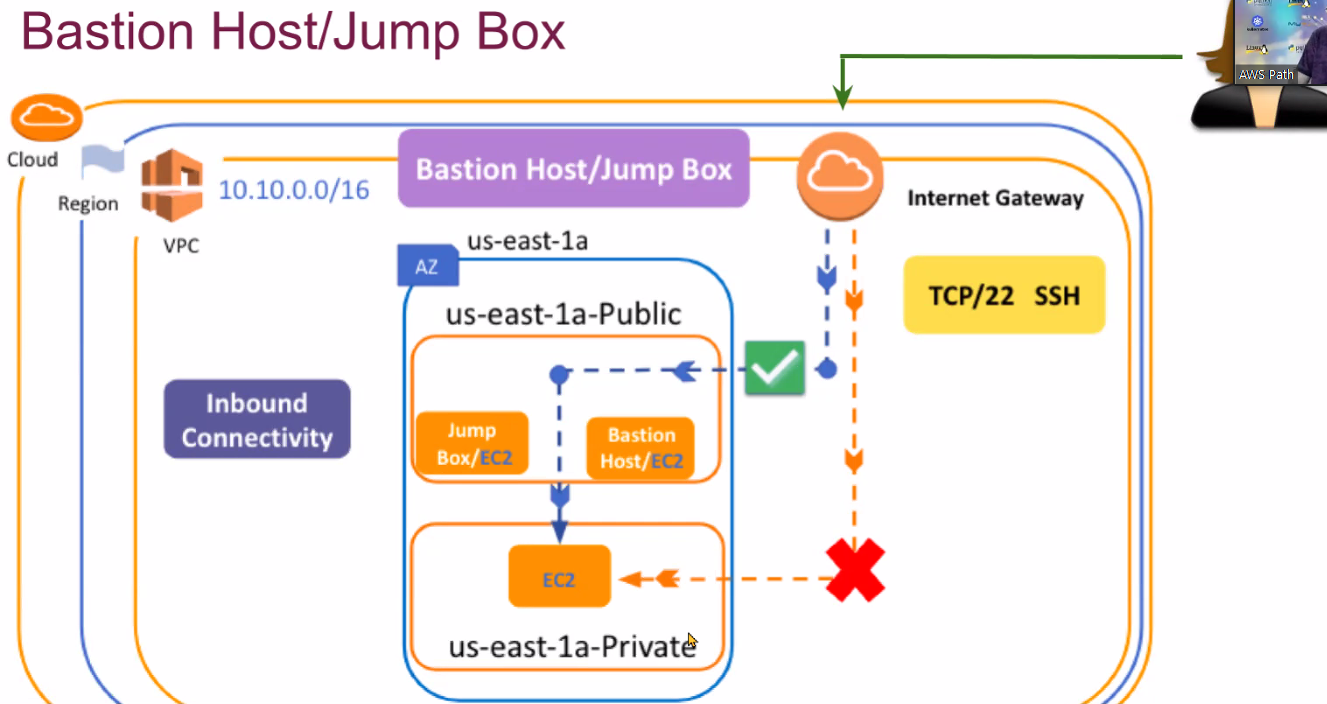 Bastion Host/Jump Box
AWS Path
Cloud
Region
10.10.0.0/16
VPC
Bastion Host/Jump Box
Internet Gateway
us-east-1a
AZ
TCP/22 SSH
us-east-1a-Public
Inbound
Connectivity
Jump
Box/EC2
Bastion
Host/EC2
EC2
us-east-1a-Private